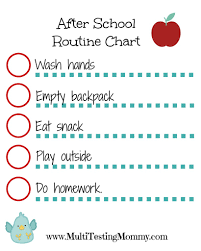 After School
Routine Chart
Wash hands
Empty backpack
Eat snack
Play outside
Do homework.
www.MultiTestingMommy.com